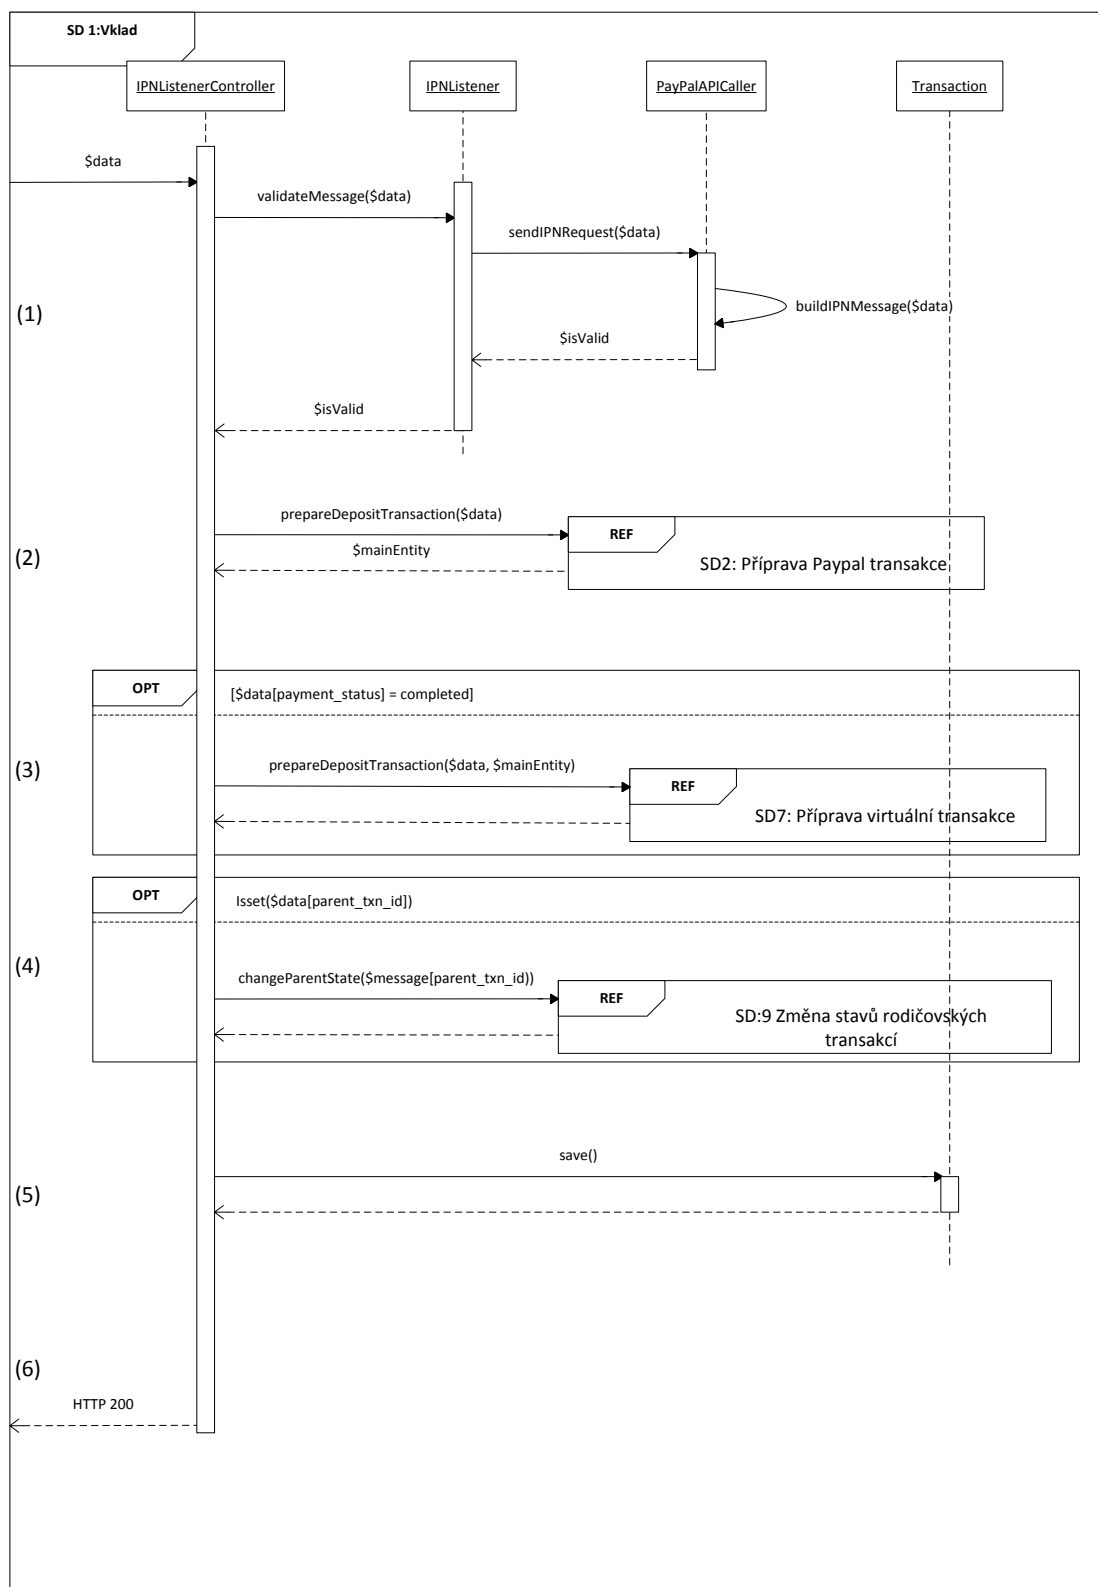 SD 1:Vklad
IPNListenerController
IPNListener
PayPalAPICaller
Transaction
$data
validateMessage($data)
sendIPNRequest($data)
(1)
buildIPNMessage($data)
$isValid
$isValid
prepareDepositTransaction($data)
REF
(2)
$mainEntity
SD2: Příprava Paypal transakce
OPT
[$data[payment_status] = completed]
(3)
prepareDepositTransaction($data, $mainEntity)
REF
SD7: Příprava virtuální transakce
OPT
Isset($data[parent_txn_id])
(4)
changeParentState($message[parent_txn_id))
REF
SD:9 Změna stavů rodičovských
transakcí
save()
(5)
(6)
HTTP 200